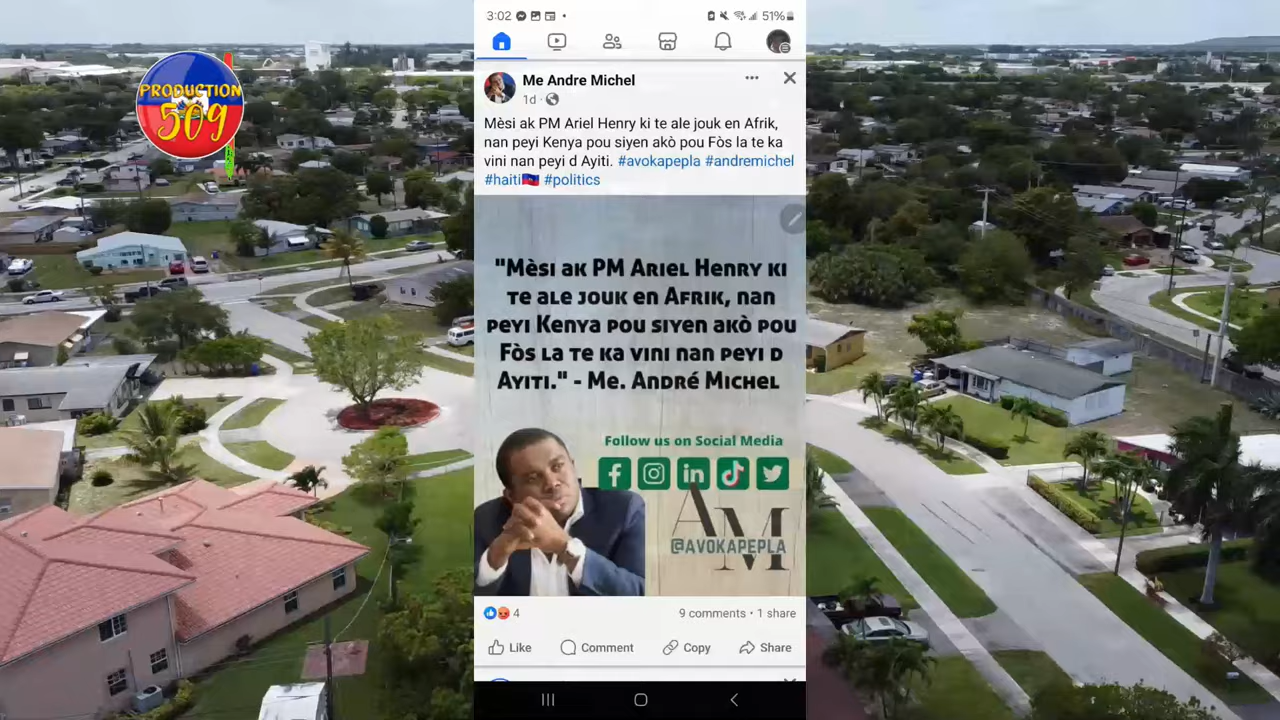 PRODUCTION
509
3:02
51%
Me Andre Michel
1d
Mèsi ak PM Ariel Henry ki te ale jouk en Afrik,
nan peyi Kenya pou siyen akò pou Fòs la te ka
vini nan peyi d Ayiti. #avokapepla #andremichel
#haiti🇭🇹 #politics
"Mèsi ak PM Ariel Henry ki
te ale jouk en Afrik, nan
peyi Kenya pou siyen akò pou
Fòs la te ka vini nan peyi d
Ayiti." - Me. André Michel
Follow us on Social Media
AM
@AVOKAPEPLA
4
9 comments • 1 share
Like
Comment
Copy
Share